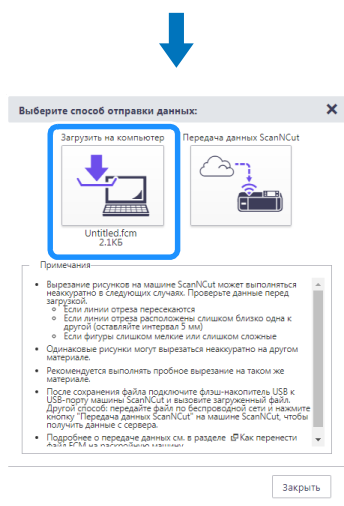 Выберите способ отправки данных:
Загрузить на компьютер
Передача данных ScanNCut
Untitled.fcm
2.1КБ
Примечания
• Вырезание рисунков на машине ScanNCut может выполняться
неаккуратно в следующих случаях. Проверьте данные перед
загрузкой.
Если линии отреза пересекаются
Если линии отреза расположены слишком близко одна к
другой (оставляйте интервал 5 мм)
Если фигуры слишком мелкие или слишком сложные
• Одинаковые рисунки могут вырезаться неаккуратно на другом
материале.
• Рекомендуется выполнять пробное вырезание на таком же
материале.
• После сохранения файла подключите флэш-накопитель USB к
USB-порту машины ScanNCut и вызовите загруженный файл.
Другой способ: передайте файл по беспроводной сети и нажмите
кнопку "Передача данных ScanNCut" на машине ScanNCut, чтобы
получить данные с сервера.
• Подробнее о передаче данных см. в разделе Как перенести
файл FCM на раскройную машину
Закрыть